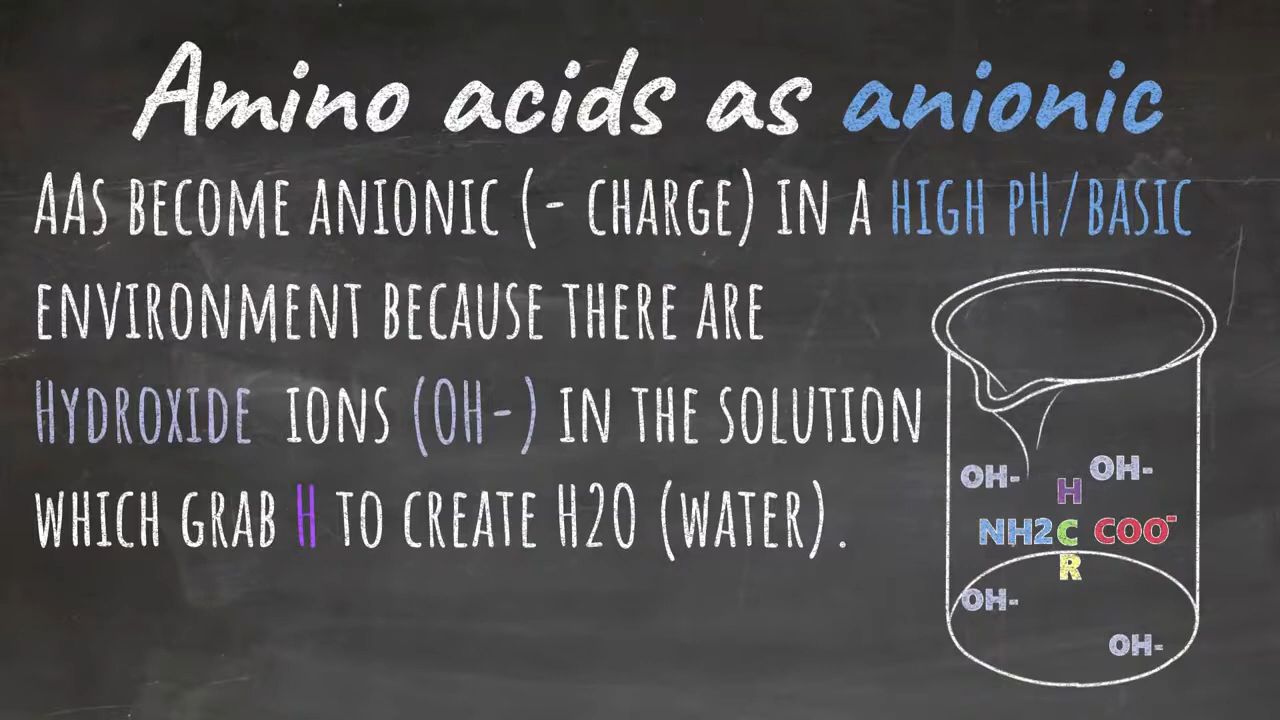 Amino acids as anionic
AAs become anionic (- charge) in a high pH/basic
environment because there are
Hydroxide ions (OH-) in the solution
which grab H to create H2O (water).
OH- OH-
H
NH2 C COO-
R
OH-
OH-